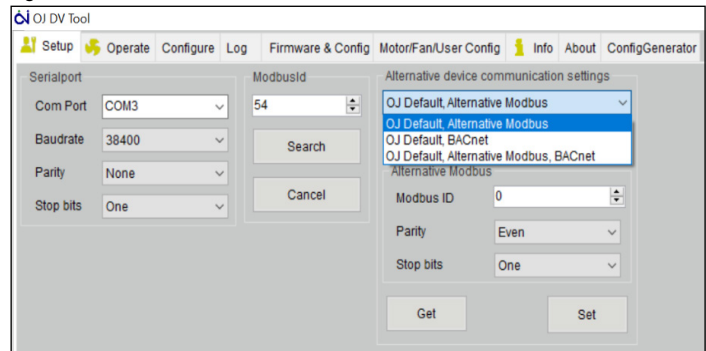 OJ DV Tool
Setup Operate Configure Log Firmware & Config Motor/Fan/User Config Info About ConfigGenerator
Serialport
Com Port COM3
Baudrate 38400
Parity None
Stop bits One
ModbusId
54
Search
Cancel
Alternative device communication settings
OJ Default, Alternative Modbus
OJ Default, Alternative Modbus
OJ Default, BACnet
OJ Default, Alternative Modbus, BACnet
Alternative Modbus
Modbus ID 0
Parity Even
Stop bits One
Get Set